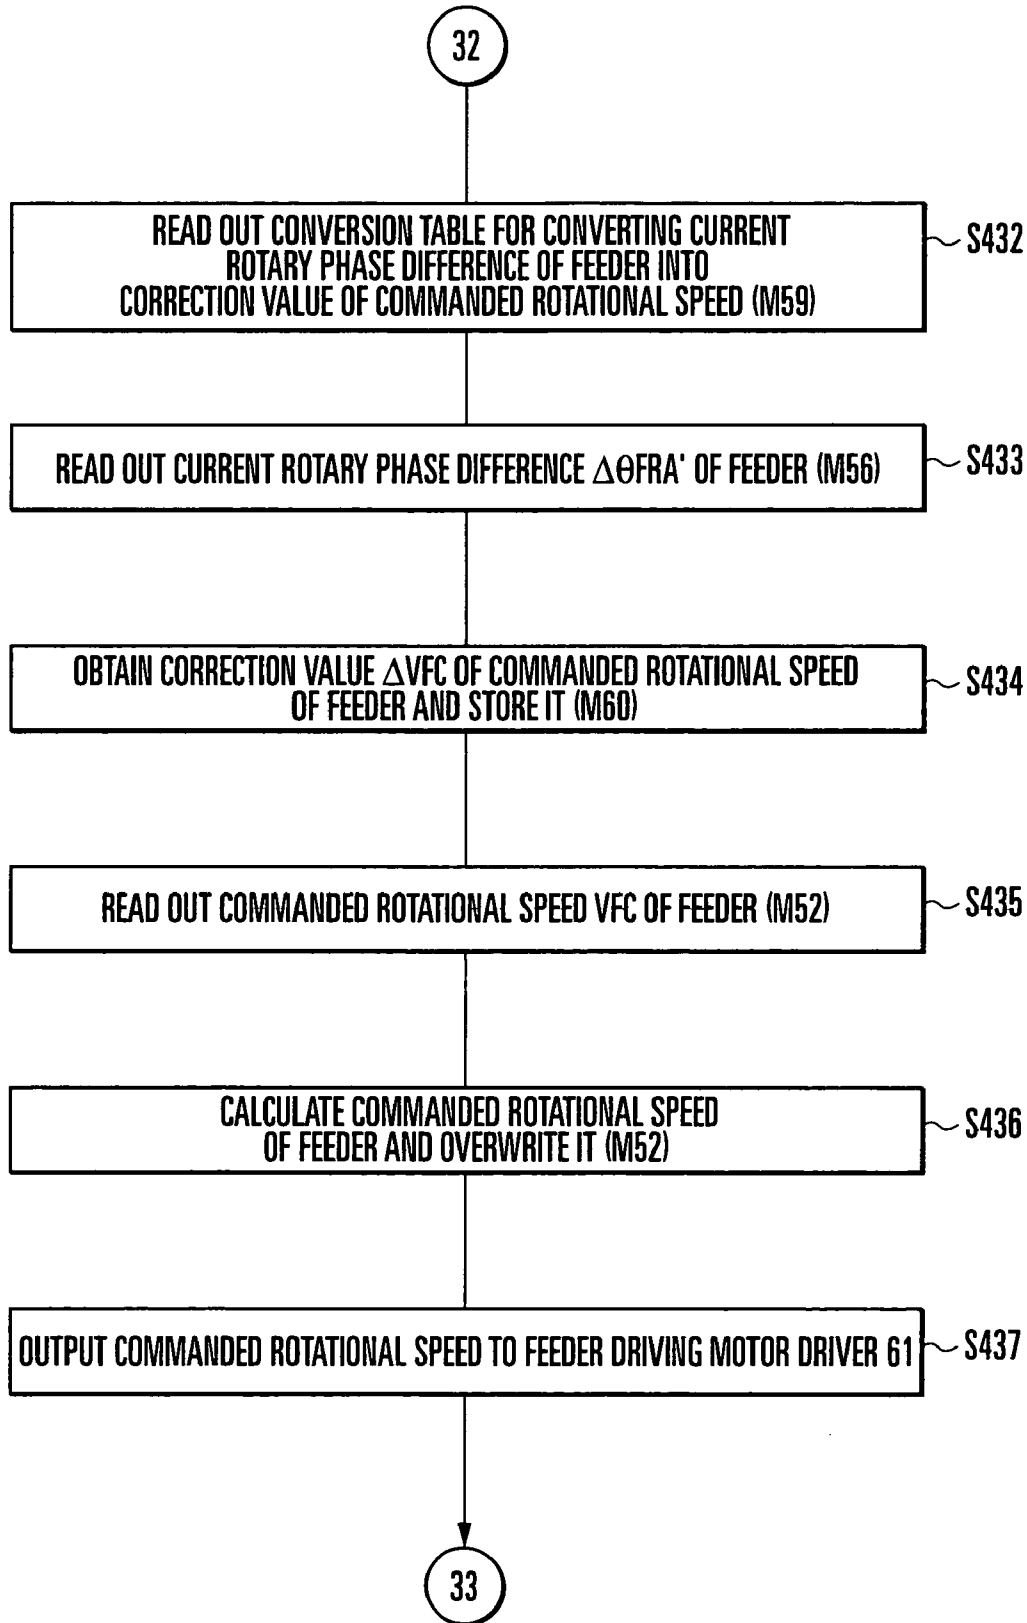 32
READ OUT CONVERSION TABLE FOR CONVERTING CURRENT
ROTARY PHASE DIFFERENCE OF FEEDER INTO
CORRECTION VALUE OF COMMANDED ROTATIONAL SPEED (M59)
S432
READ OUT CURRENT ROTARY PHASE DIFFERENCE ΔθFRA' OF FEEDER (M56)
S433
OBTAIN CORRECTION VALUE ΔVFC OF COMMANDED ROTATIONAL SPEED
OF FEEDER AND STORE IT (M60)
S434
READ OUT COMMANDED ROTATIONAL SPEED VFC OF FEEDER (M52)
S435
CALCULATE COMMANDED ROTATIONAL SPEED
OF FEEDER AND OVERWRITE IT (M52)
S436
OUTPUT COMMANDED ROTATIONAL SPEED TO FEEDER DRIVING MOTOR DRIVER 61
S437
33